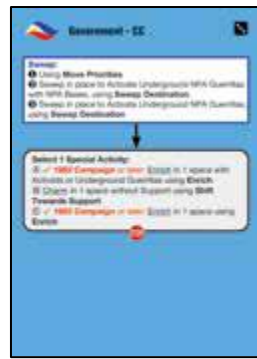 Government - CC
Sweep:
❶ Using Move Priorities
❷ Sweep in place to Activate Underground NPA Guerrillas
with NPA Bases, using Sweep Destination
❸ Sweep in place to Activate Underground NPA Guerrillas,
using Sweep Destination
Select 1 Special Activity:
✓ 1983 Campaign or later: Enrich in 1 space with
Activists or Underground Guerrillas using Enrich
Charm in 1 space without Support using Shift
Towards Support
✓ 1983 Campaign or later: Enrich in 1 space using
Enrich